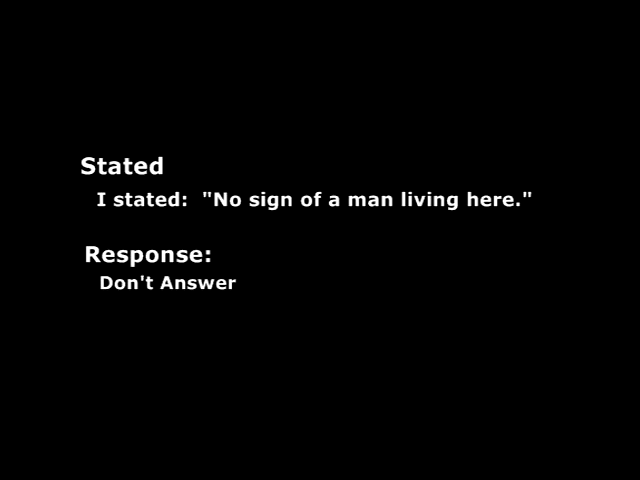 Stated
I stated: "No sign of a man living here."
Response:
Don't Answer